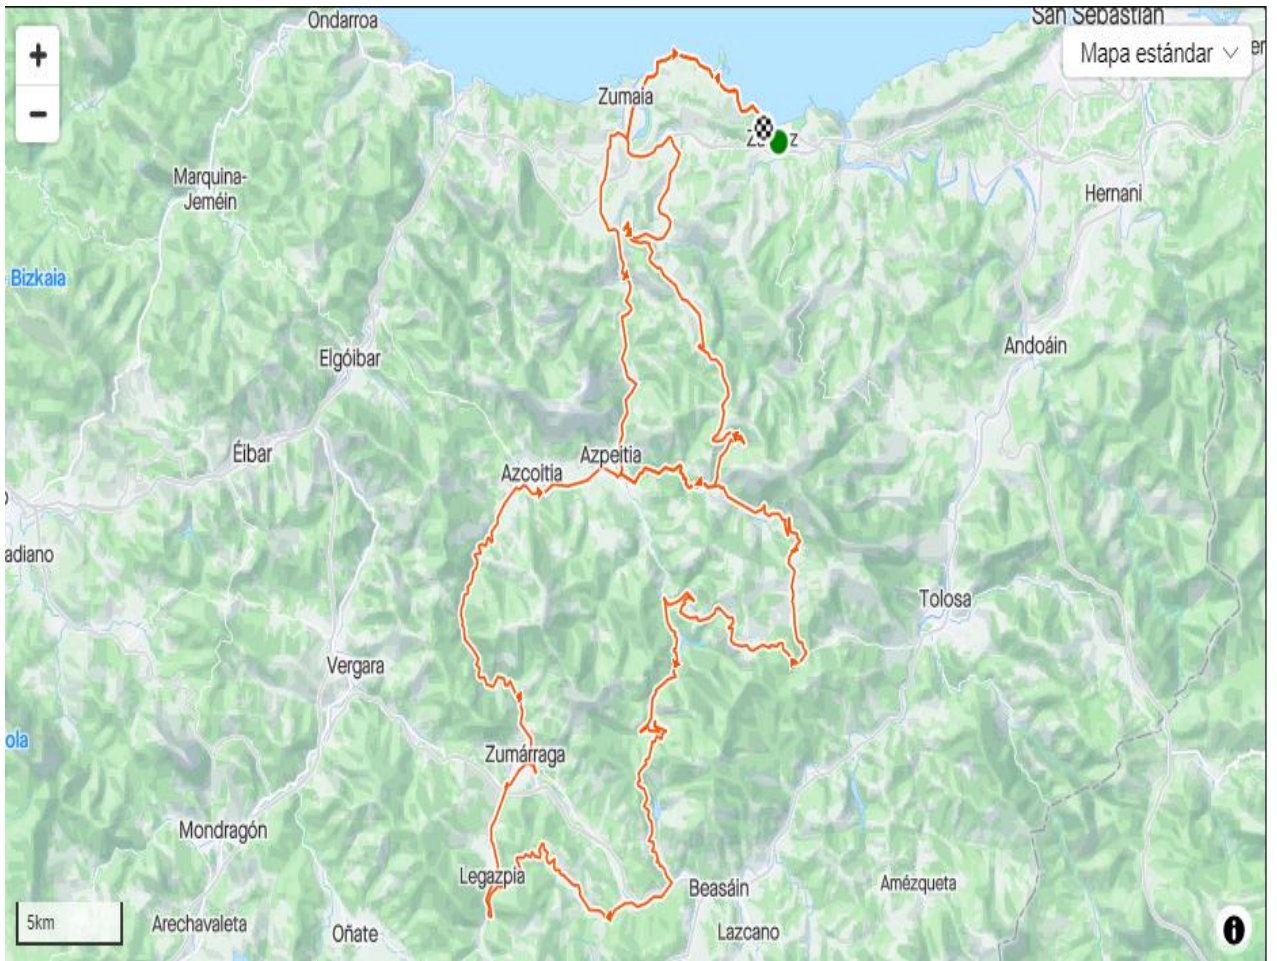 Ondarroa
San Sebastián
+
Mapa estándar
−
Zumaia
Marquina-
Jeméin
Hernani
Bizkaia
Elgóibar
Andoáin
Éibar
Azpeitia
Azcoitia
adiano
Tolosa
Vergara
ola
Zumárraga
Mondragón
Legazpia
Beasáin
Amézqueta
5km
Arechavaleta
Oñate
Lazcano
i